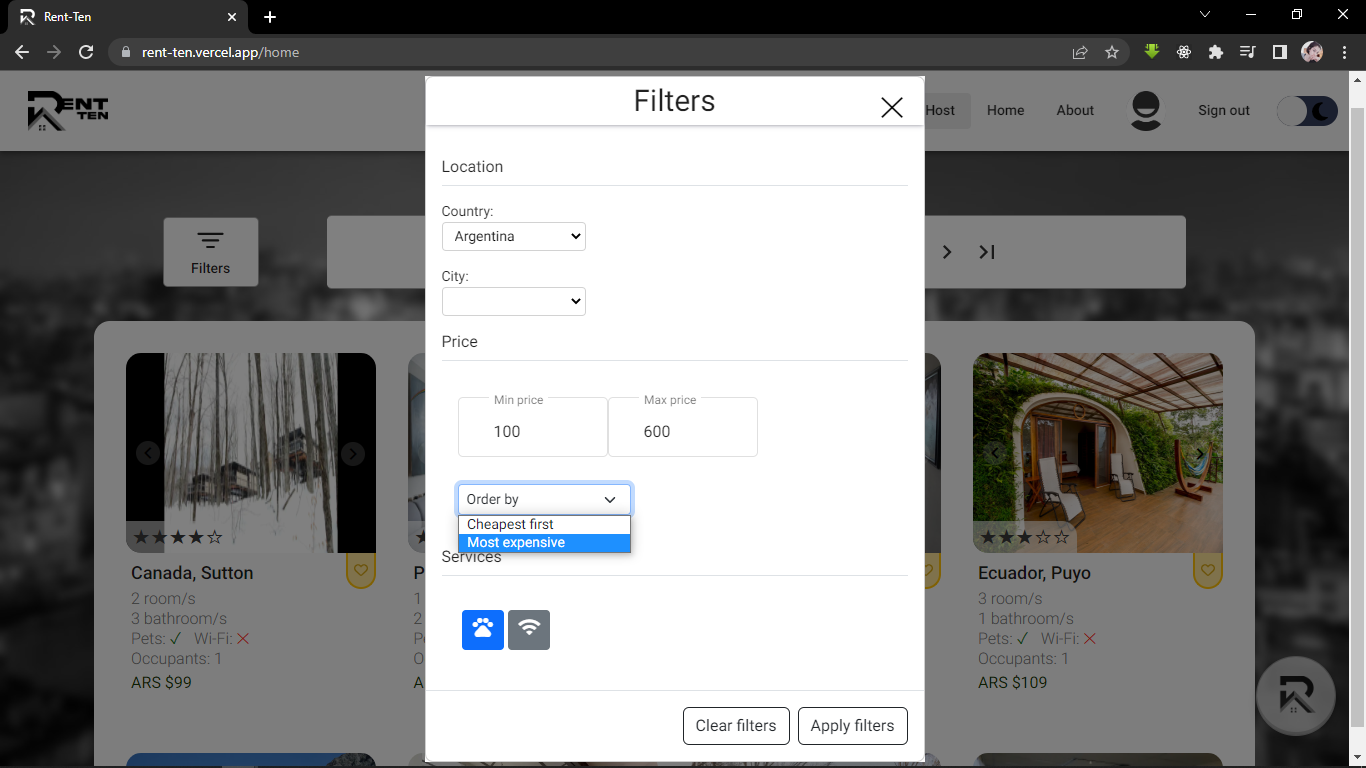 Rent-Ten
rent-ten.vercel.app/home
RENT
TEN
Filters
Host
Home
About
Sign out
Filters
Location
Country:
Argentina
City:
Price
Min price
Max price
100
600
Order by
Cheapest first
Most expensive
Services
Clear filters
Apply filters
Canada, Sutton
2 room/s
3 bathroom/s
Pets: ✓ Wi-Fi: ✕
Occupants: 1
ARS $99
P
1
2
P
O
A
Ecuador, Puyo
3 room/s
1 bathroom/s
Pets: ✓ Wi-Fi: ✕
Occupants: 1
ARS $109